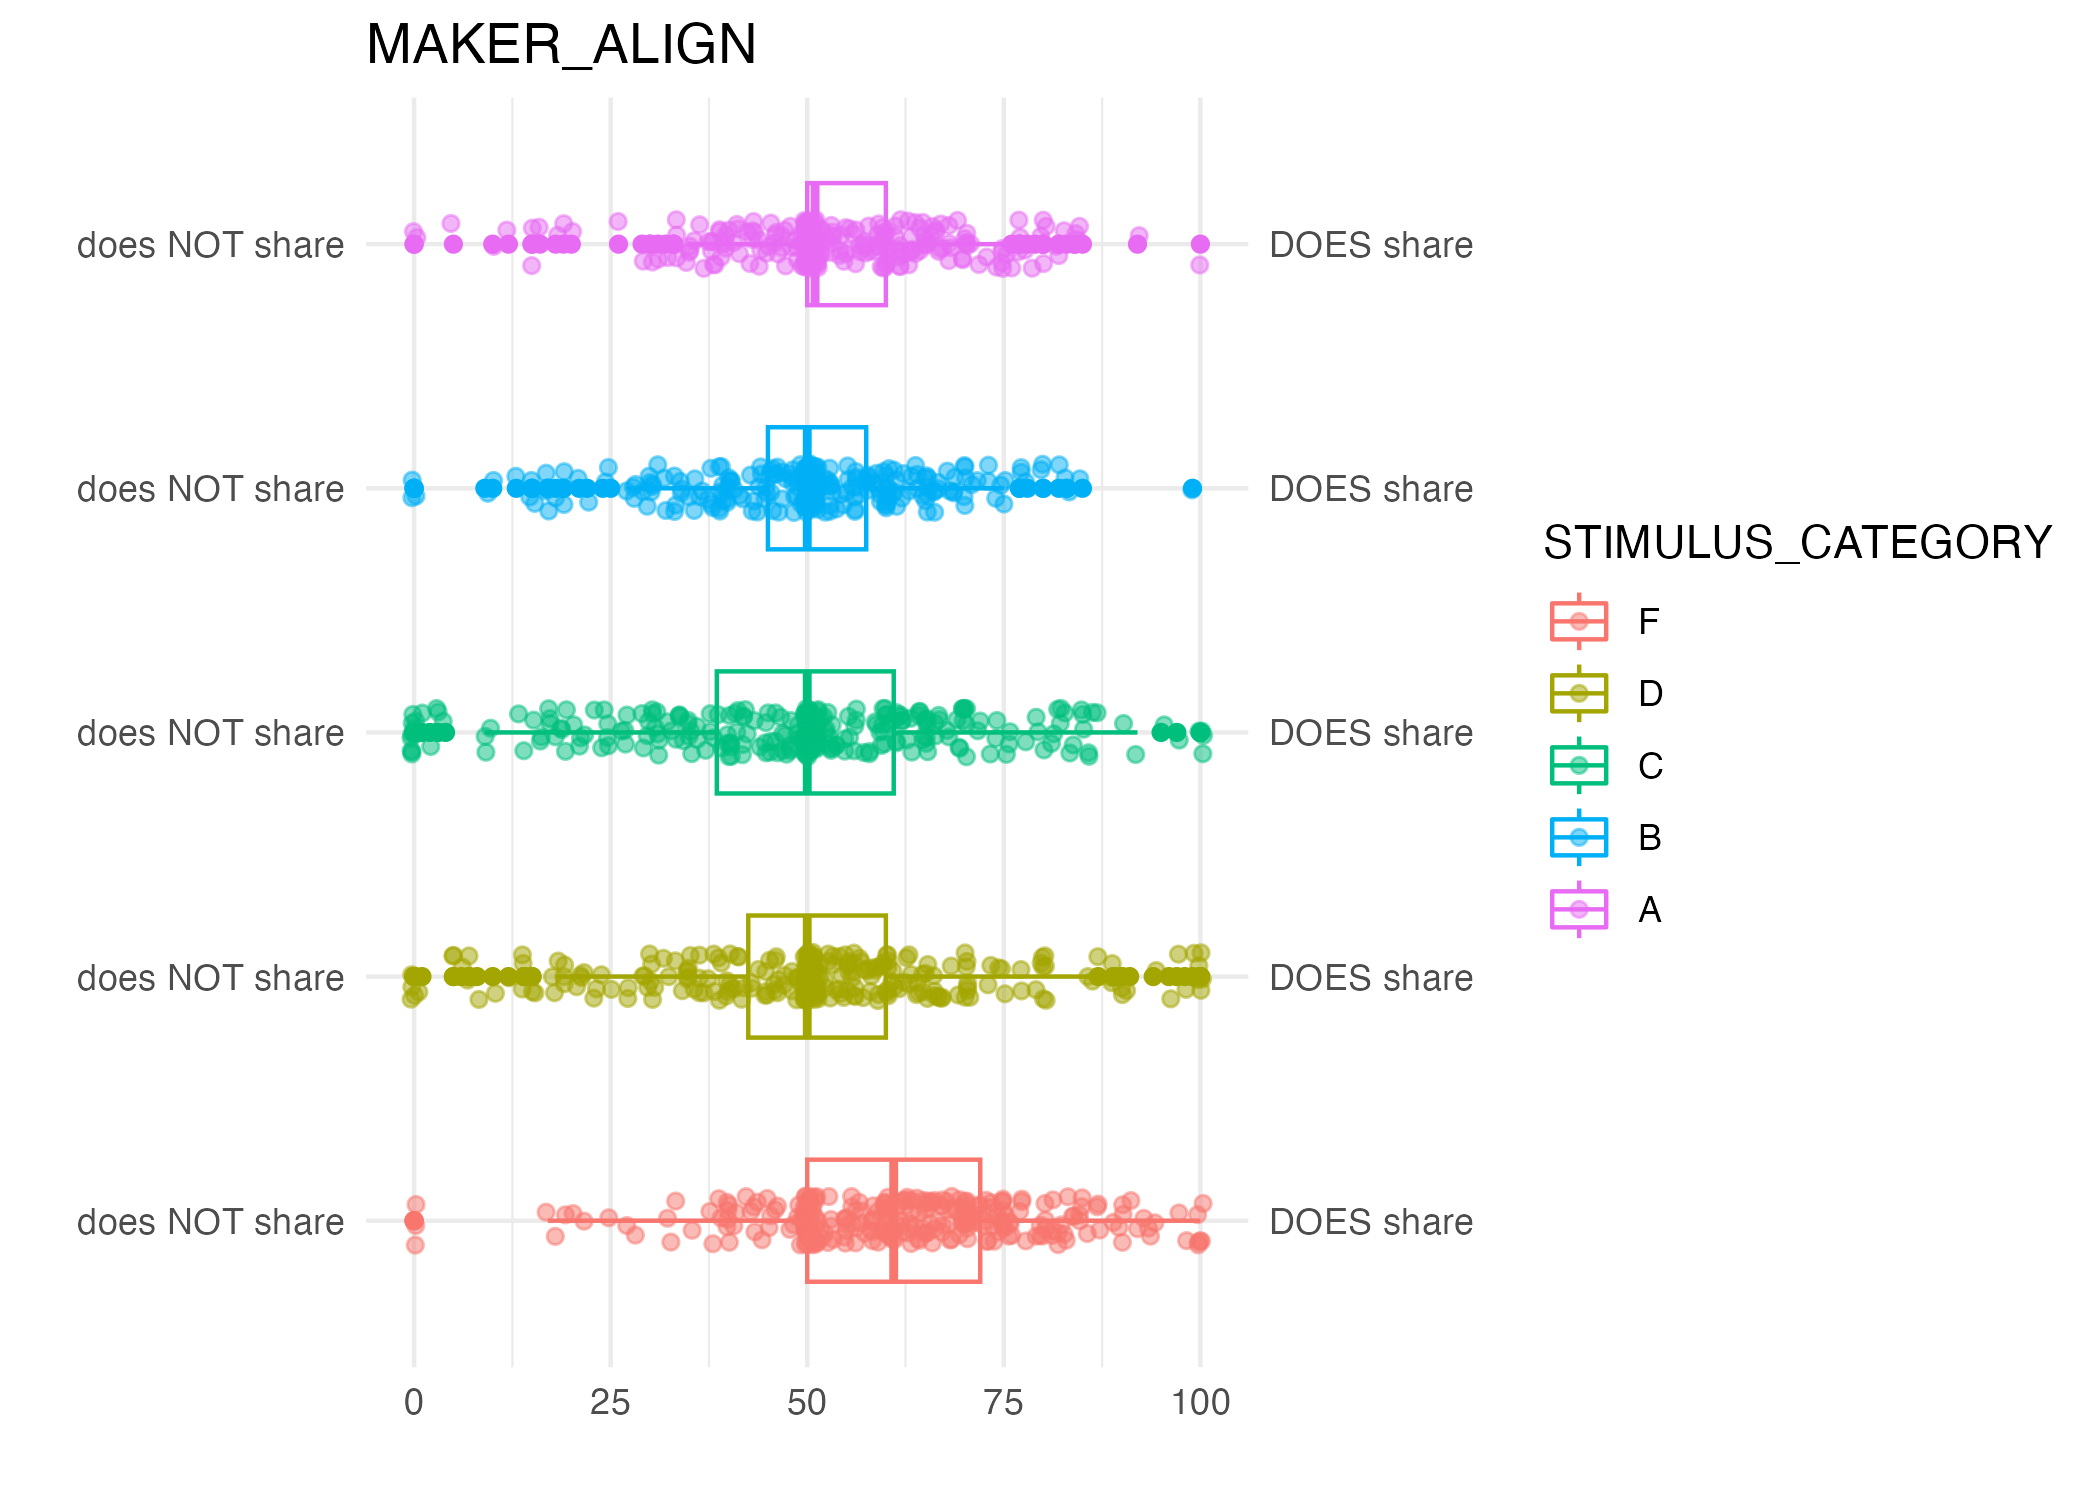 MAKER_ALIGN
does NOT share
DOES share
does NOT share
DOES share
does NOT share
DOES share
does NOT share
DOES share
does NOT share
DOES share
0 25 50 75 100
STIMULUS_CATEGORY
F
D
C
B
A